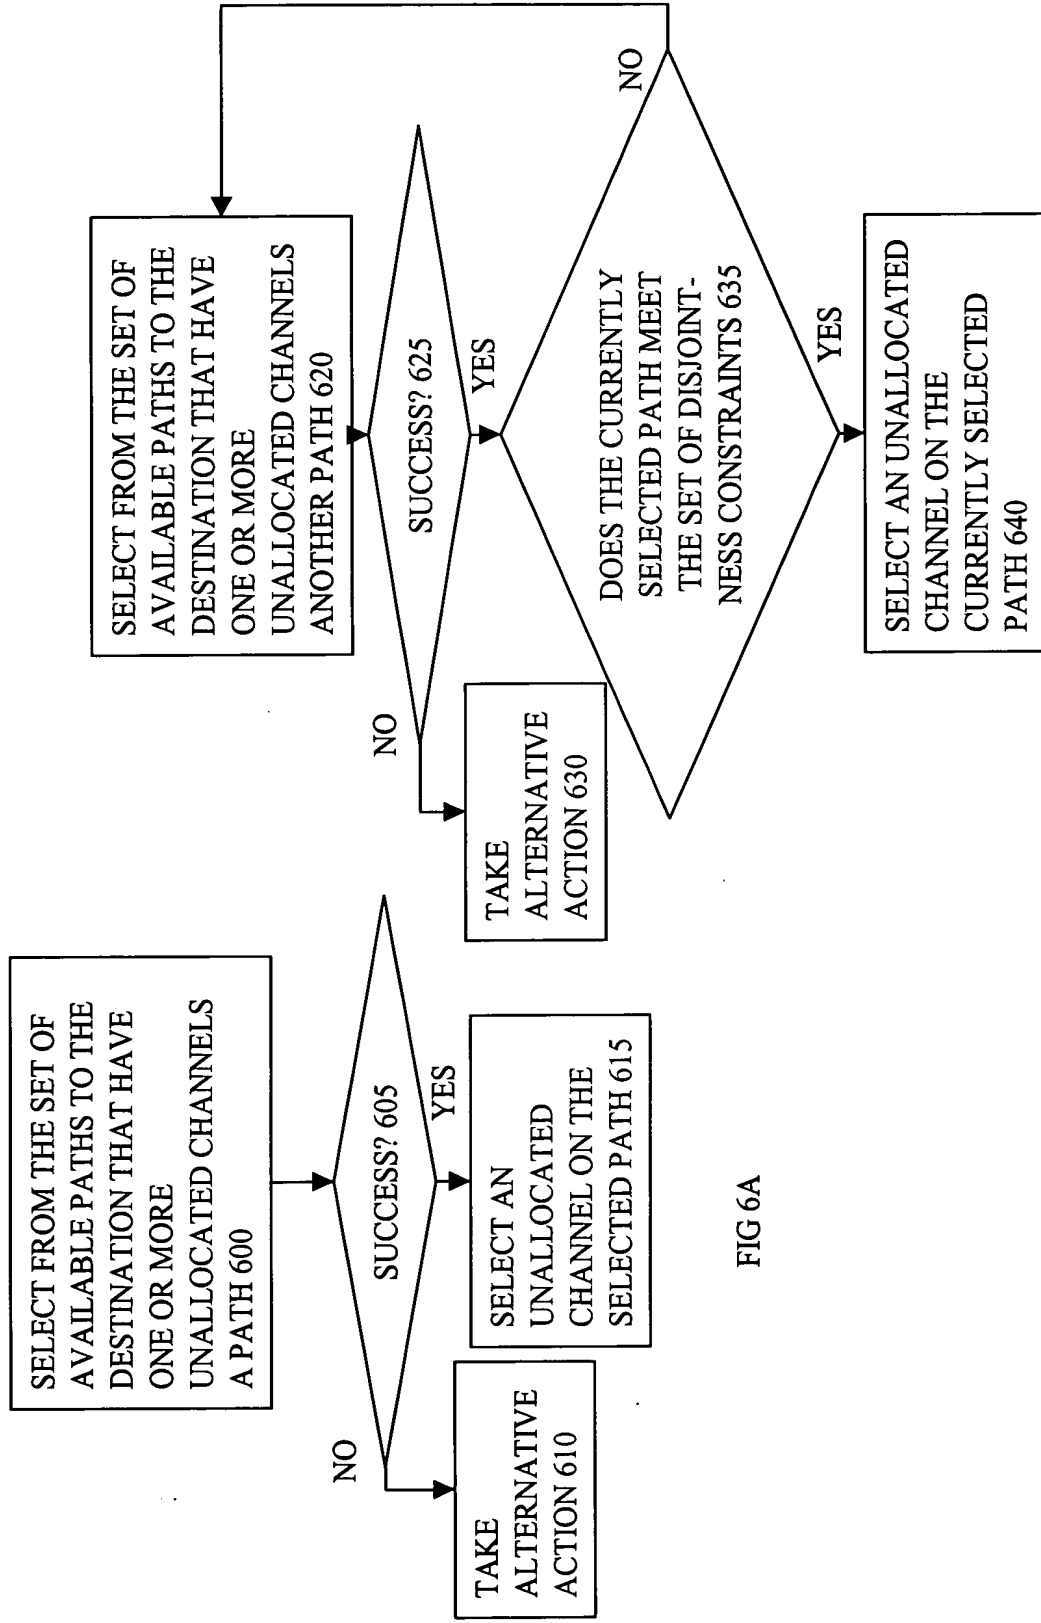 SELECT FROM THE SET OF
AVAILABLE PATHS TO THE
DESTINATION THAT HAVE
ONE OR MORE
UNALLOCATED CHANNELS
A PATH 600
SUCCESS? 605
NO
YES
TAKE
ALTERNATIVE
ACTION 610
SELECT AN
UNALLOCATED
CHANNEL ON THE
SELECTED PATH 615
SELECT FROM THE SET OF
AVAILABLE PATHS TO THE
DESTINATION THAT HAVE
ONE OR MORE
UNALLOCATED CHANNELS
ANOTHER PATH 620
SUCCESS? 625
NO
YES
TAKE
ALTERNATIVE
ACTION 630
DOES THE CURRENTLY
SELECTED PATH MEET
THE SET OF DISJOINT-
NESS CONSTRAINTS 635
NO
YES
SELECT AN UNALLOCATED
CHANNEL ON THE
CURRENTLY SELECTED
PATH 640
FIG 6A